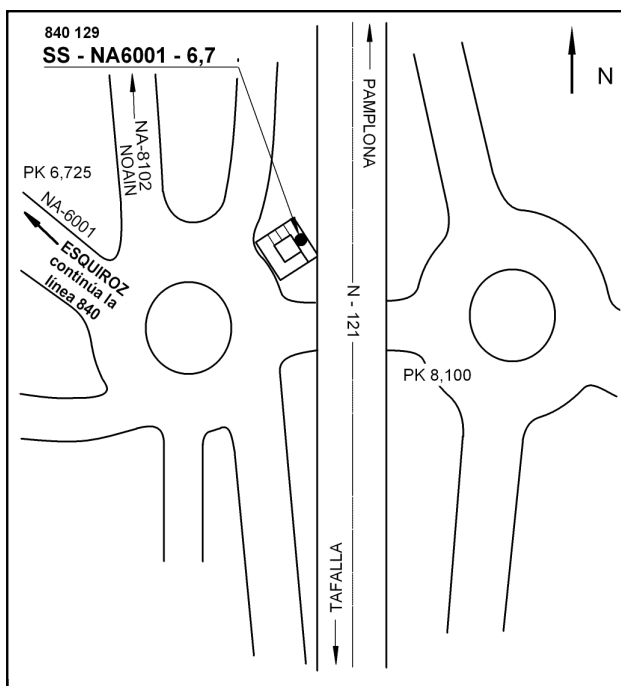 840 129
SS - NA6001 - 6,7
N
PAMPLONA
NA-8102
NOAIN
PK 6,725
NA-6001
ESQUIROZ
continúa la
línea 840
N - 121
PK 8,100
TAFALLA